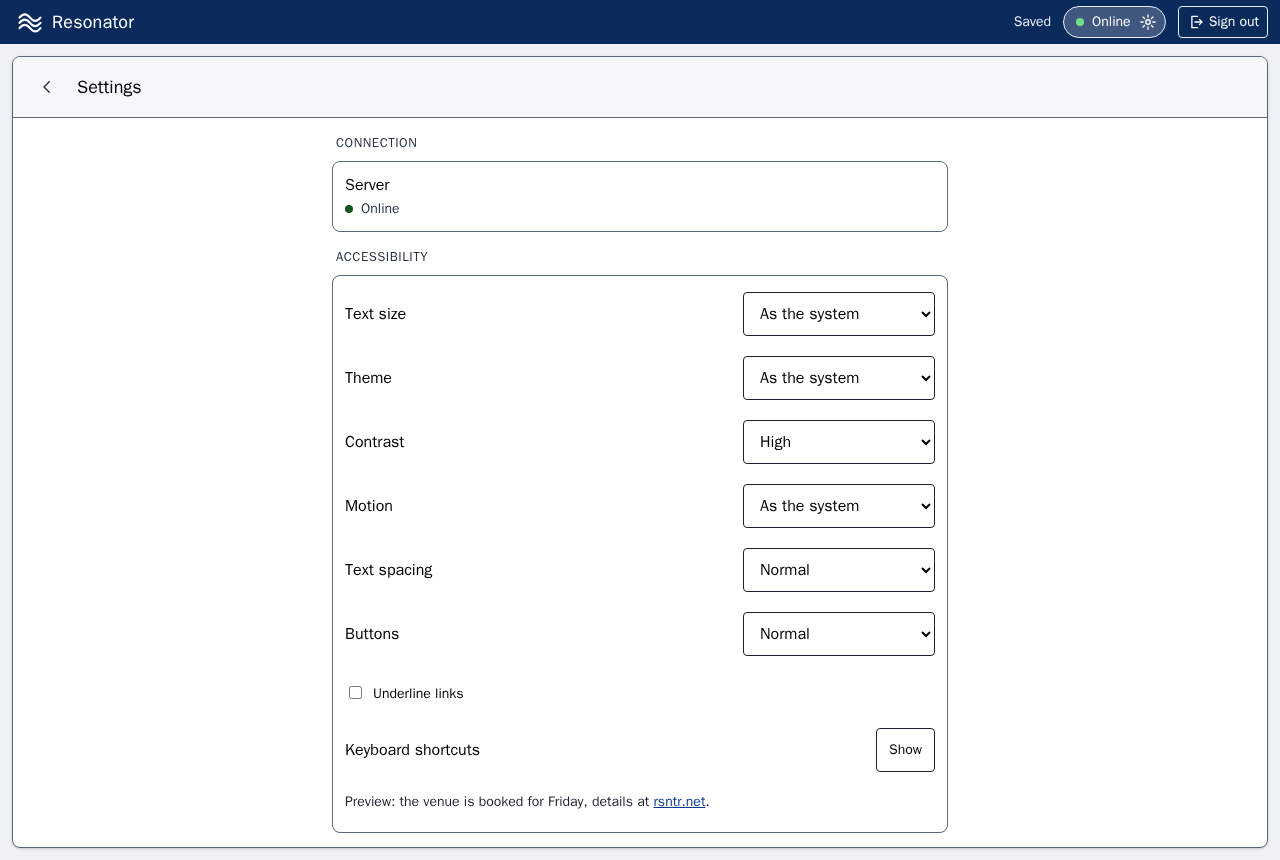 Resonator
Saved
Online
Sign out
Settings
CONNECTION
Server
Online
ACCESSIBILITY
Text size As the system
Theme As the system
Contrast High
Motion As the system
Text spacing Normal
Buttons Normal
Underline links
Keyboard shortcuts Show
Preview: the venue is booked for Friday, details at rsntr.net.